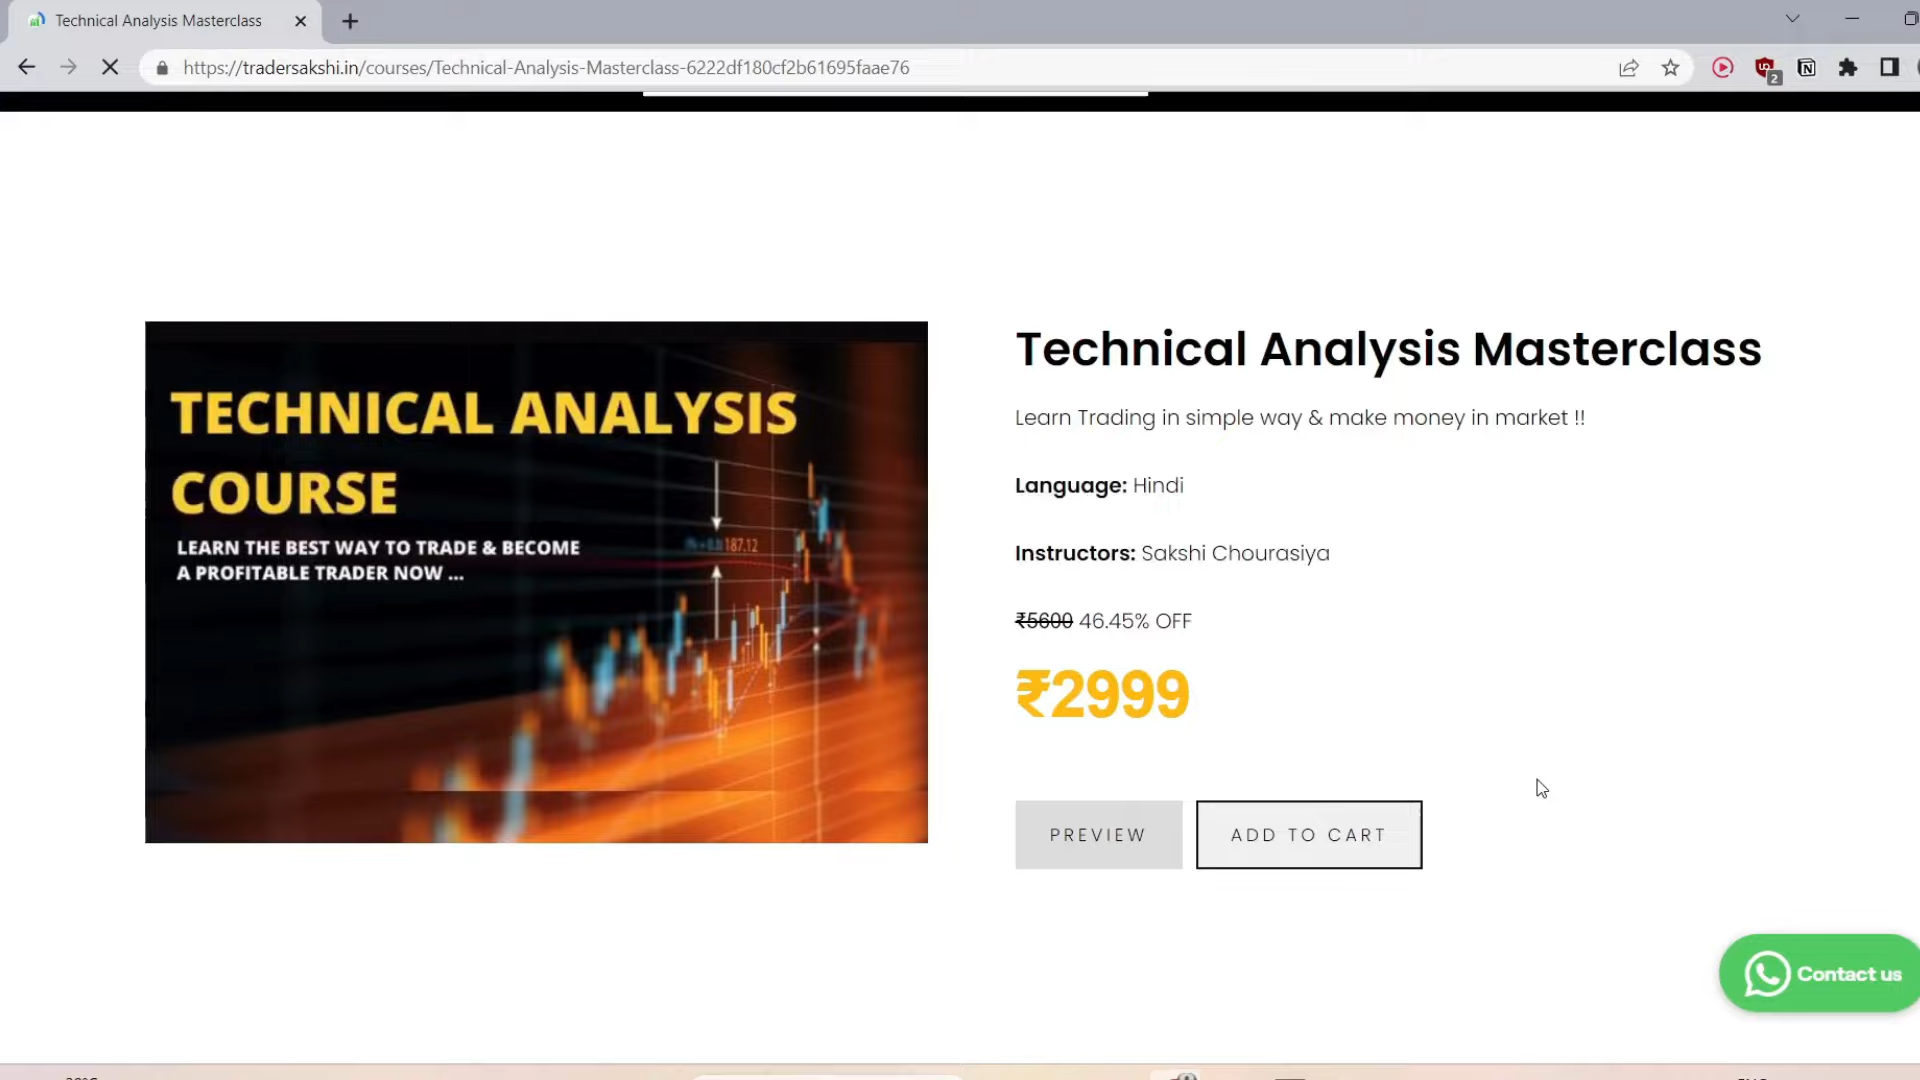 Technical Analysis Masterclass
https://tradersakshi.in/courses/Technical-Analysis-Masterclass-6222df180cf2b61695faae76
2
TECHNICAL ANALYSIS
COURSE
LEARN THE BEST WAY TO TRADE & BECOME
A PROFITABLE TRADER NOW ...
187.12
Technical Analysis Masterclass
Learn Trading in simple way & make money in market !!
Language: Hindi
Instructors: Sakshi Chourasiya
₹5600 46.45% OFF
₹2999
PREVIEW
ADD TO CART
Contact us